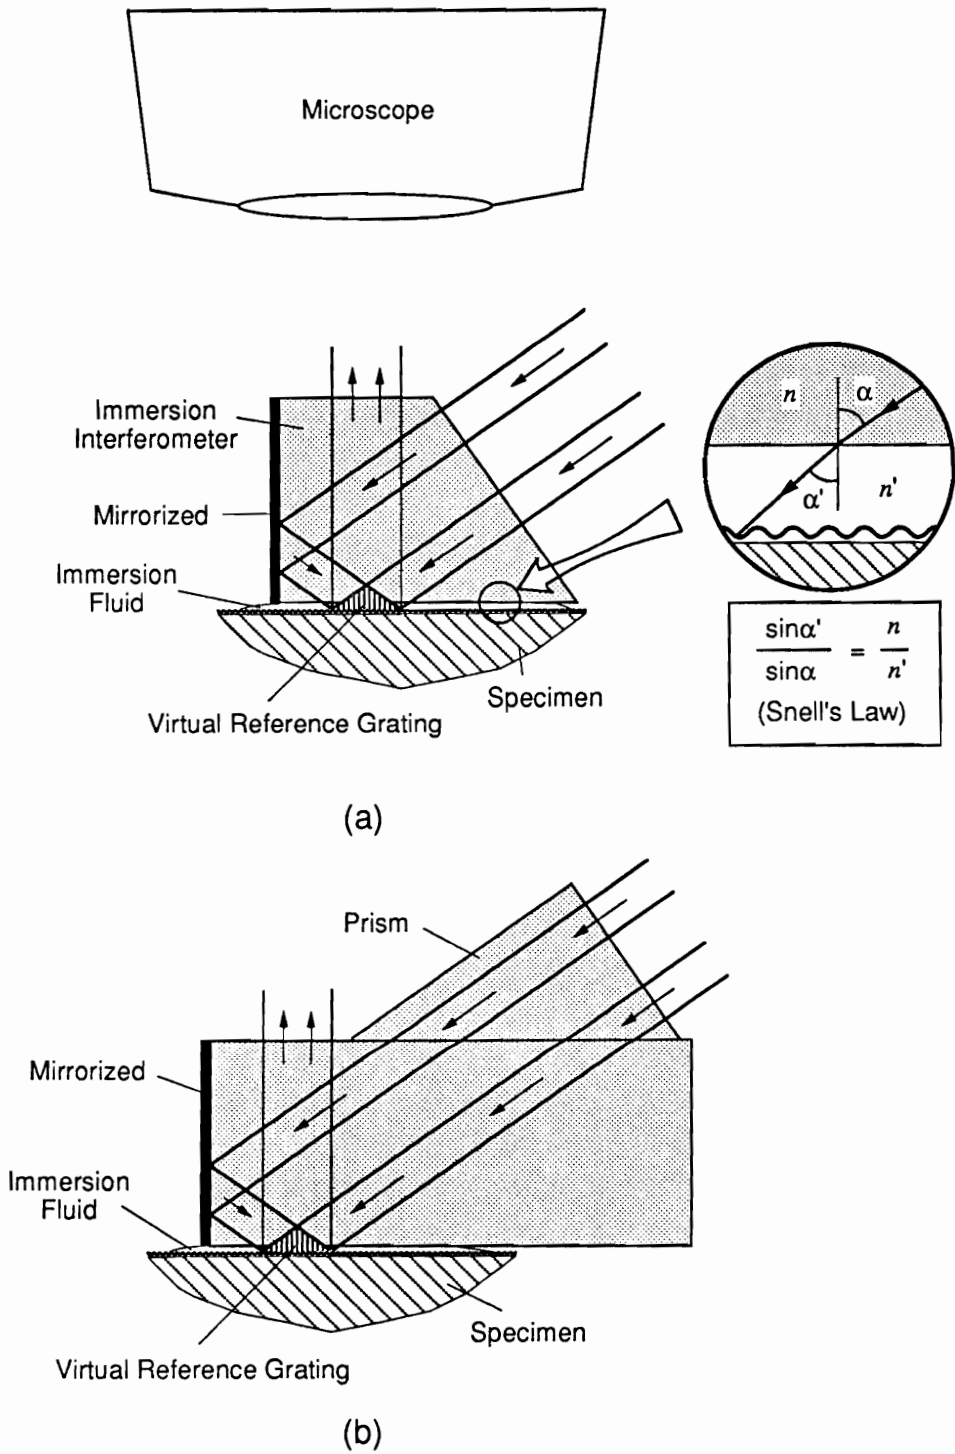 Microscope
Immersion
Interferometer
Mirrorized
Immersion
Fluid
Virtual Reference Grating
Specimen
n
α
α'
n'
sinα' / sinα = n / n'
(Snell's Law)
(a)
Prism
Mirrorized
Immersion
Fluid
Specimen
Virtual Reference Grating
(b)